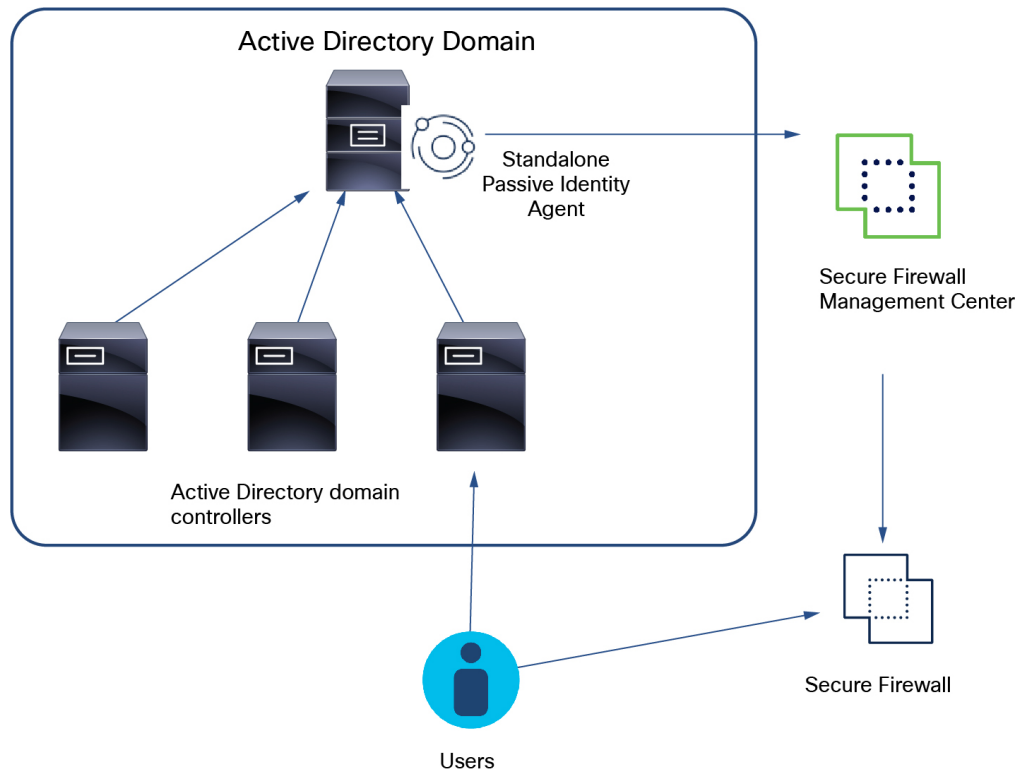 Active Directory Domain
Standalone
Passive Identity
Agent
Secure Firewall
Management Center
Active Directory domain
controllers
Secure Firewall
Users